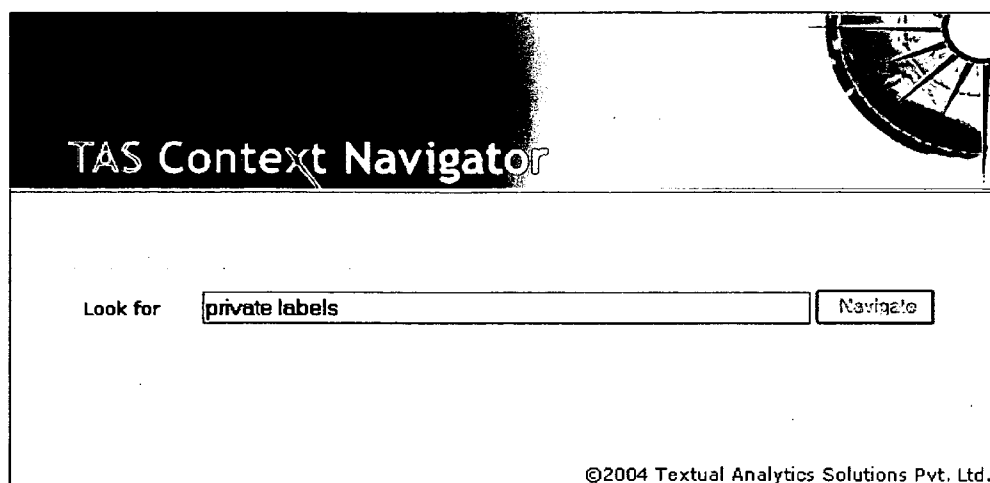 TAS Context Navigator
Look for private labels Navigate
©2004 Textual Analytics Solutions Pvt. Ltd.